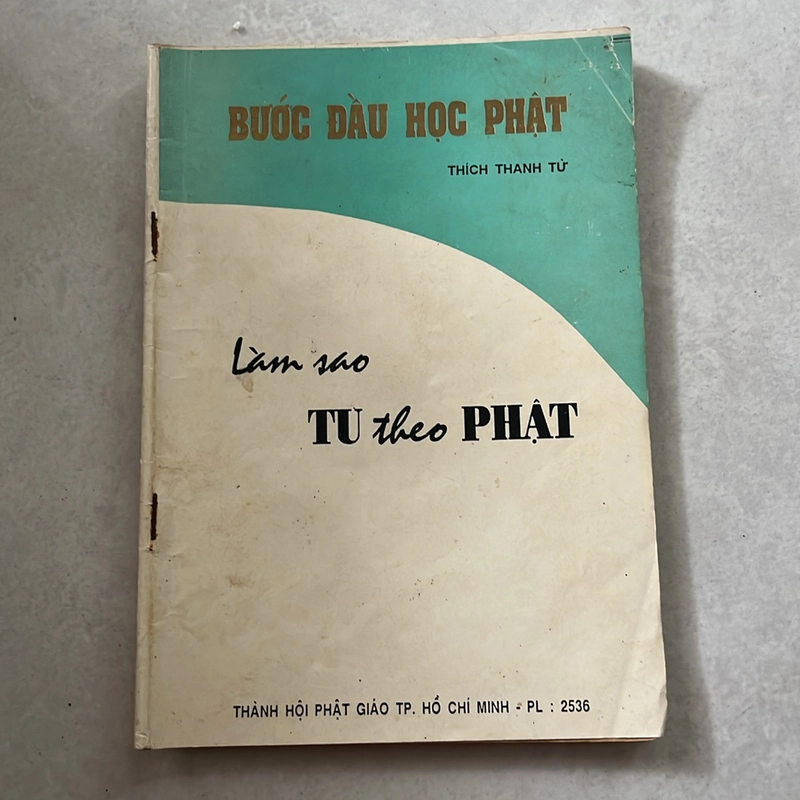 BƯỚC ĐẦU HỌC PHẬT
THÍCH THANH TỪ
Làm sao
TU theo PHẬT
THÀNH HỘI PHẬT GIÁO TP. HỒ CHÍ MINH - PL : 2536